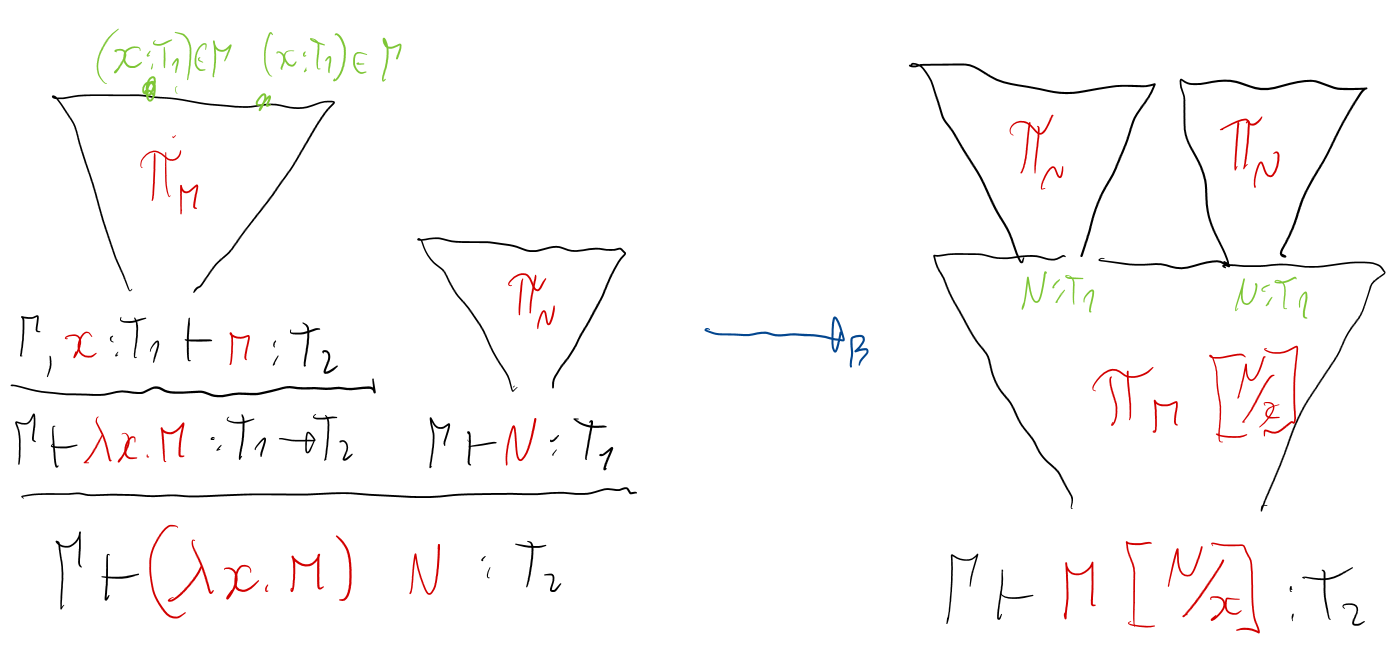 (x:T₁)∈Γ (x:T₁)∈Γ
Π_M
Π_N
Γ, x:T₁ ⊢ M : T₂
Γ ⊢ λx.M : T₁→T₂
Γ ⊢ N : T₁
Γ ⊢ (λx.M) N : T₂
→β
Π_N
Π_N
N:T₁
N:T₁
Π_M [N/x]
Γ ⊢ M [N/x] : T₂